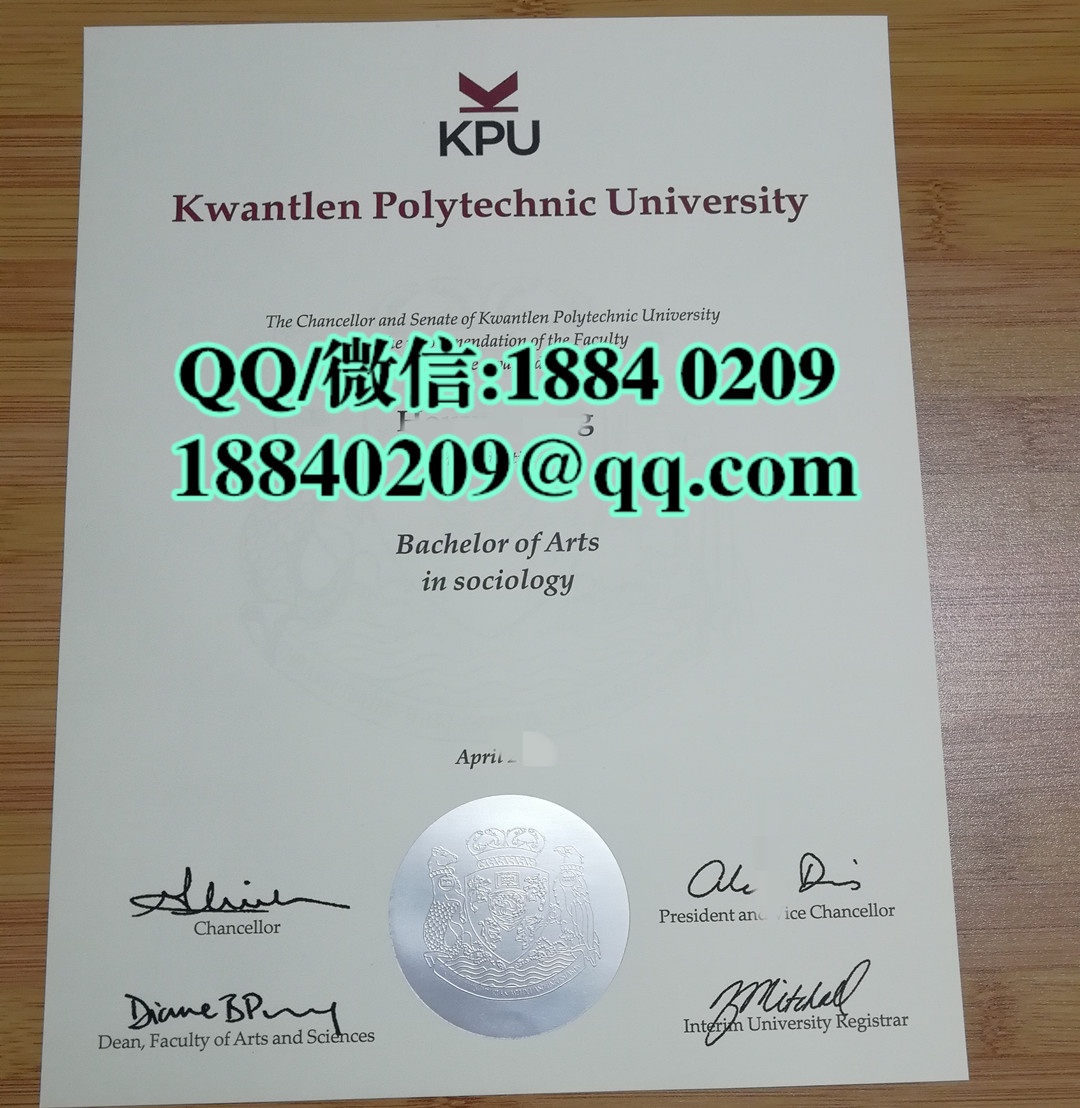 KPU
Kwantlen Polytechnic University
The Chancellor and Senate of Kwantlen Polytechnic University
of the Faculty
QQ/微信:1884 0209
18840209@qq.com
Bachelor of Arts
in sociology
April
Chancellor
President and Vice Chancellor
Diane B
Dean, Faculty of Arts and Sciences
ZMitchell
Interim University Registrar